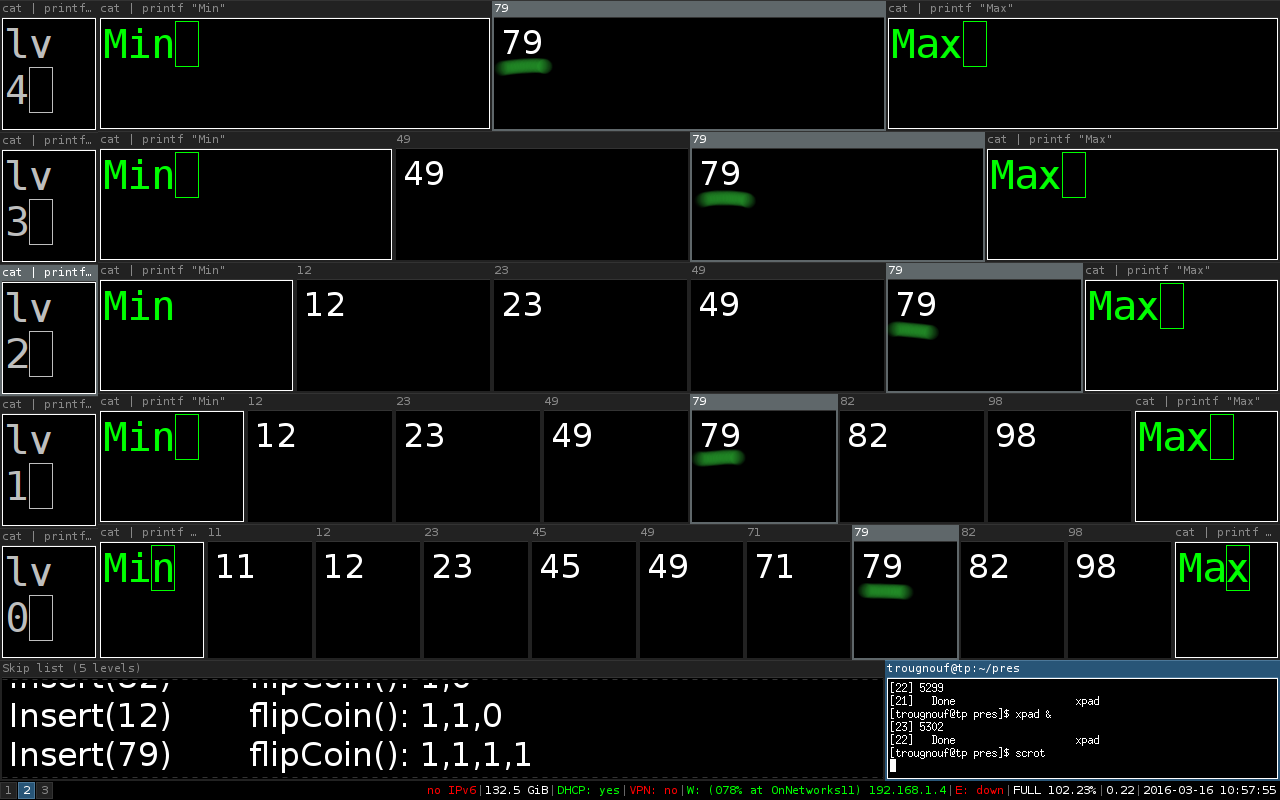 cat | printf… cat | printf "Min" 79 cat | printf "Max"
lv Min 79 Max
4
cat | printf… cat | printf "Min" 49 79 cat | printf "Max"
lv Min 49 79 Max
3
cat | printf… cat | printf "Min" 12 23 49 79 cat | printf "Max"
lv Min 12 23 49 79 Max
2
cat | printf… cat | printf "Min" 12 23 49 79 82 98 cat | printf "Max"
lv Min 12 23 49 79 82 98 Max
1
cat | printf… cat | printf … 11 12 23 45 49 71 79 82 98 cat | printf …
lv Min 11 12 23 45 49 71 79 82 98 Max
0
Skip list (5 levels)
Insert(82) flipCoin(): 1,0
Insert(12) flipCoin(): 1,1,0
Insert(79) flipCoin(): 1,1,1,1
trougnouf@tp:~/pres
[22] 5299
[21] Done xpad
[trougnouf@tp pres]$ xpad &
[23] 5302
[22] Done xpad
[trougnouf@tp pres]$ scrot
1 2 3 no IPv6|132.5 GiB|DHCP: yes|VPN: no|W: (078% at OnNetworks11) 192.168.1.4|E: down|FULL 102.23%|0.22|2016-03-16 10:57:55